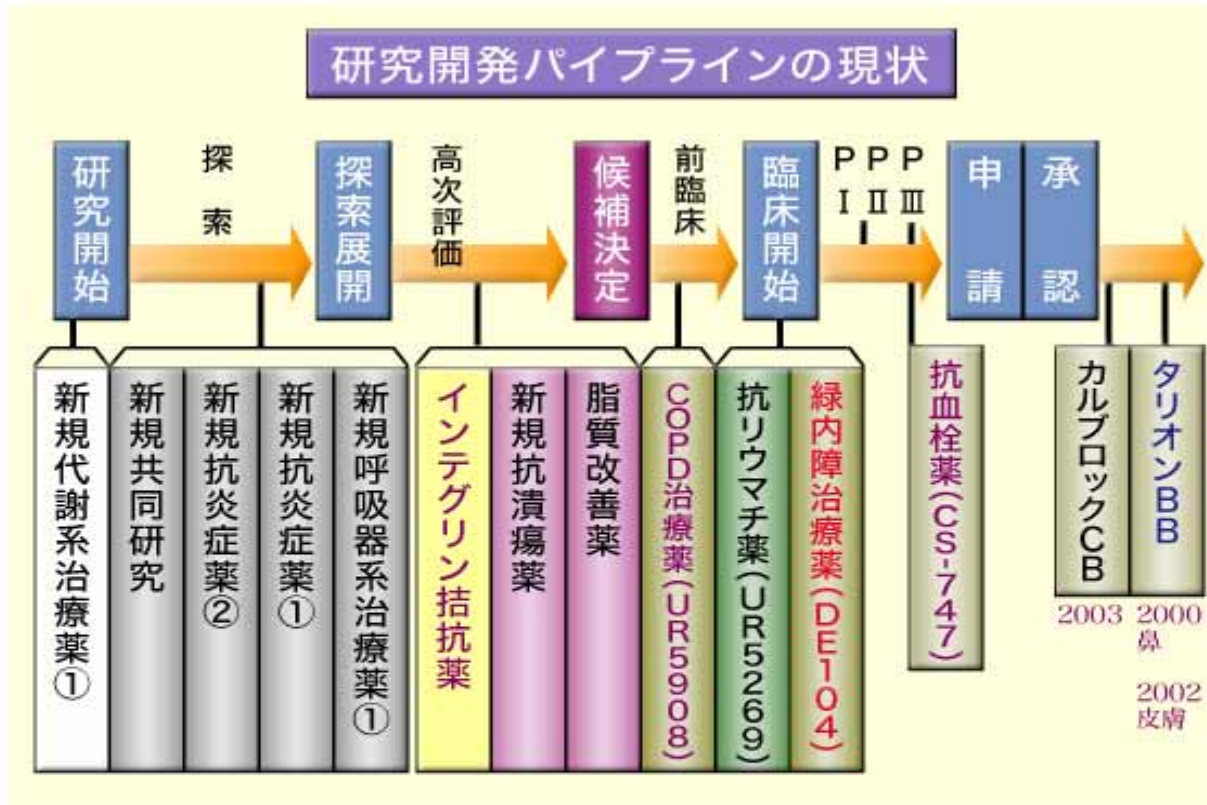 研究開発パイプラインの現状
研究開始
探索
探索展開
高次評価
候補決定
前臨床
臨床開始
PⅠ
PⅡ
PⅢ
申請
承認
新規代謝系治療薬①
新規共同研究
新規抗炎症薬②
新規抗炎症薬①
新規呼吸器系治療薬①
インテグリン拮抗薬
新規抗潰瘍薬
脂質改善薬
COPD治療薬(UR5908)
抗リウマチ薬(UR5269)
緑内障治療薬(DE104)
抗血栓薬(CS-747)
カルブロックCB
タリオンBB
2003
2000
鼻
2002
皮膚